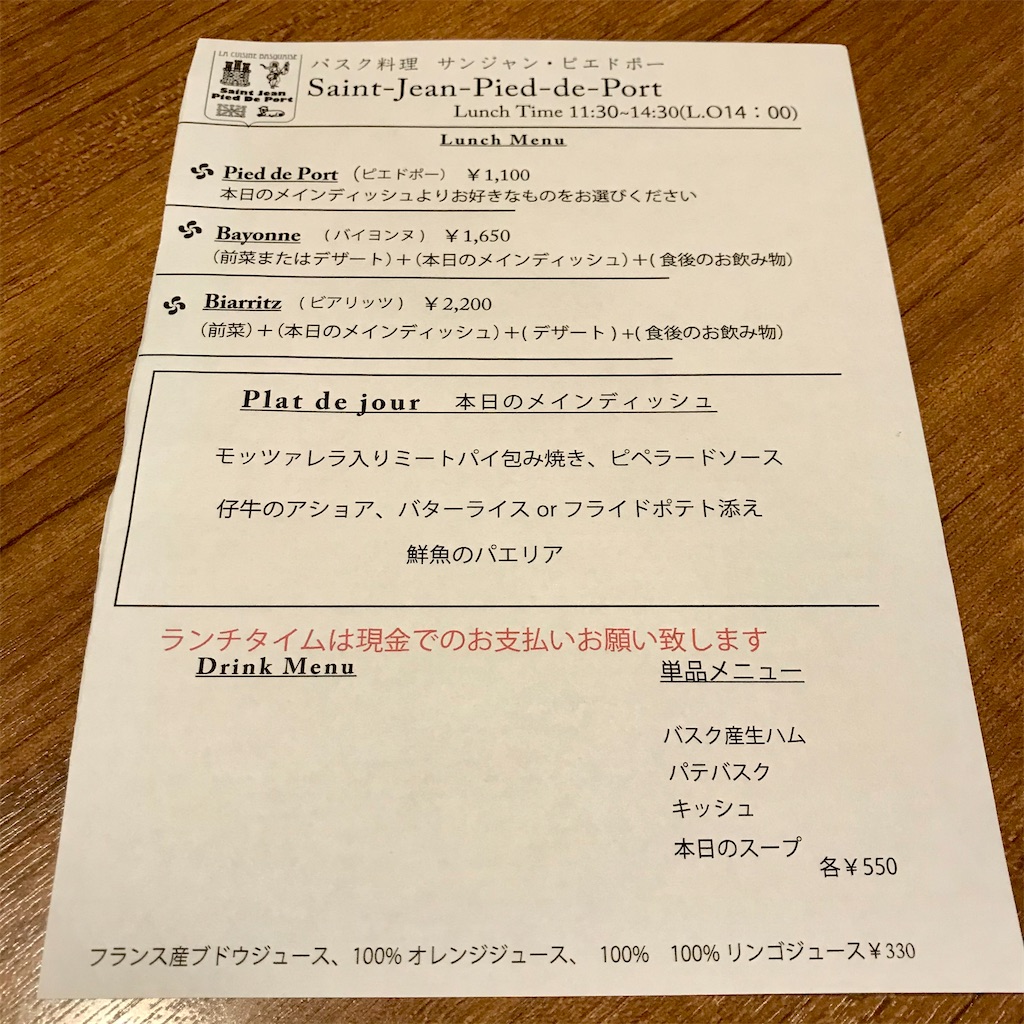 LA CUISINE BASQUAISE
Saint Jean
Pied De Port
バスク料理 サンジャン・ピエドポー
Saint-Jean-Pied-de-Port
Lunch Time 11:30~14:30(L.O14：00)
Lunch Menu
Pied de Port （ピエドポー） ￥1,100
本日のメインディッシュよりお好きなものをお選びください
Bayonne （バイヨンヌ） ￥1,650
（前菜またはデザート）＋（本日のメインディッシュ）＋( 食後のお飲み物）
Biarritz （ビアリッツ） ￥2,200
（前菜）＋（本日のメインディッシュ）＋( デザート ) +( 食後のお飲み物）
Plat de jour 本日のメインディッシュ
モッツァレラ入りミートパイ包み焼き、ピペラードソース
仔牛のアショア、バターライス or フライドポテト添え
鮮魚のパエリア
ランチタイムは現金でのお支払いお願い致します
Drink Menu
単品メニュー
バスク産生ハム
パテバスク
キッシュ
本日のスープ
各￥550
フランス産ブドウジュース、100% オレンジジュース、 100% 100% リンゴジュース￥330